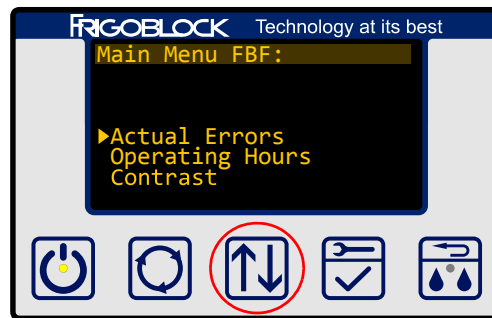 FRIGOBLOCK Technology at its best
Main Menu FBF:
Actual Errors
Operating Hours
Contrast